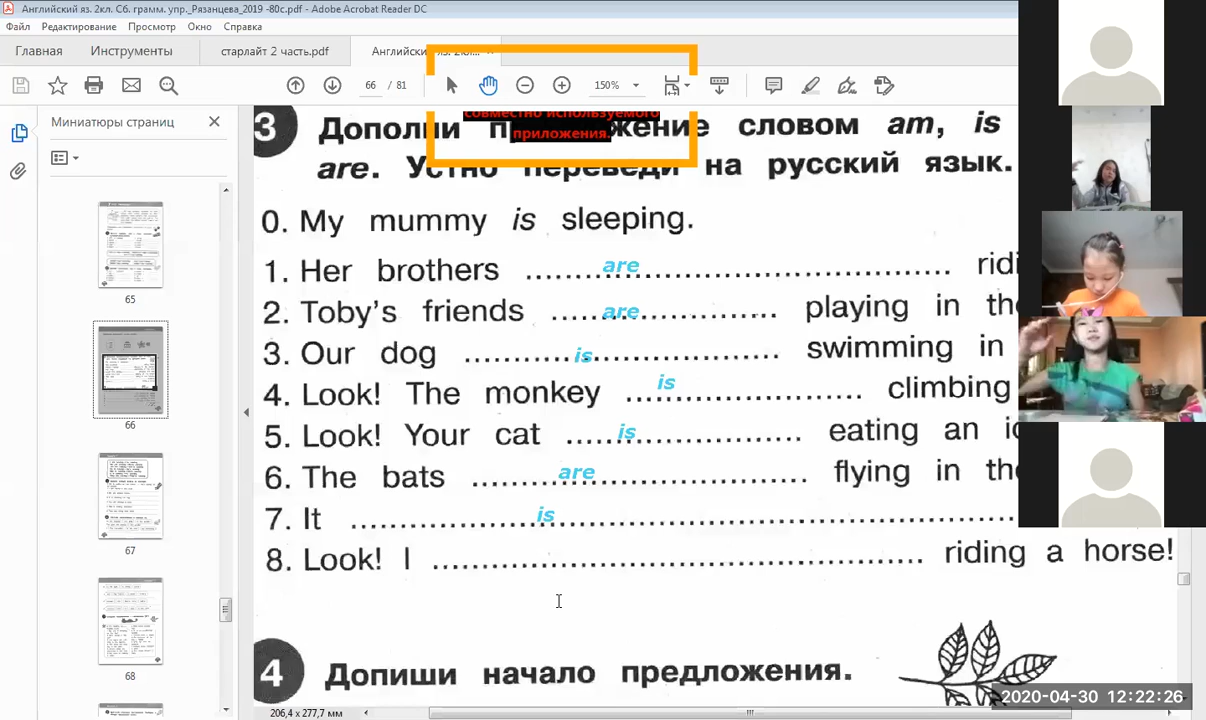 Английский яз. 2кл. Сб. грамм. упр._Рязанцева_2019 -80с.pdf - Adobe Acrobat Reader DC
Файл Редактирование Просмотр Окно Справка
Главная Инструменты старлайт 2 часть.pdf Английски
66 / 81 150%
Миниатюры страниц
65
66
67
68
совместно используемого
приложения.
3 Дополни жение словом am, is
are. Устно переведи на русский язык.
0. My mummy is sleeping.
1. Her brothers are
2. Toby's friends are playing in
3. Our dog is swimming in
4. Look! The monkey is climbing
5. Look! Your cat is eating an
6. The bats are flying in
7. It is
8. Look! I riding a horse!
4 Допиши начало предложения.
206,4 x 277,7 мм
2020-04-30 12:22:26